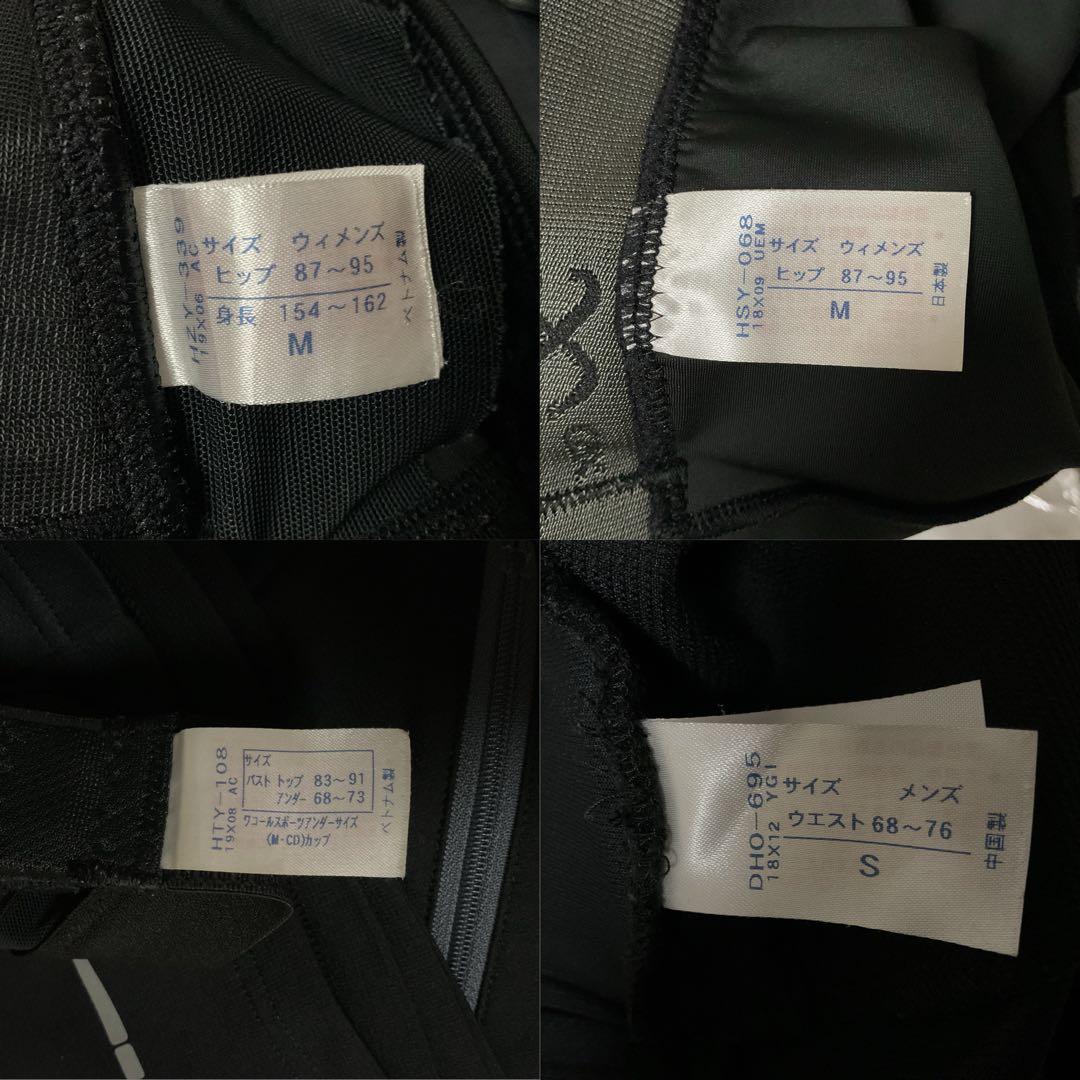 HZY-339
19X06 AC
サイズ ウィメンズ
ヒップ 87～95
身長 154～162
M
ベトナム製
HSY-068
18X09 UEM
サイズ ウィメンズ
ヒップ 87～95
M
日本製
HTY-108
19X08 AC
サイズ
バスト トップ 83～91
アンダー 68～73
ワコールスポーツアンダーサイズ
(M・CD)カップ
ベトナム製
DHO-695
18X12 YGI
サイズ メンズ
ウエスト 68～76
S
中国製